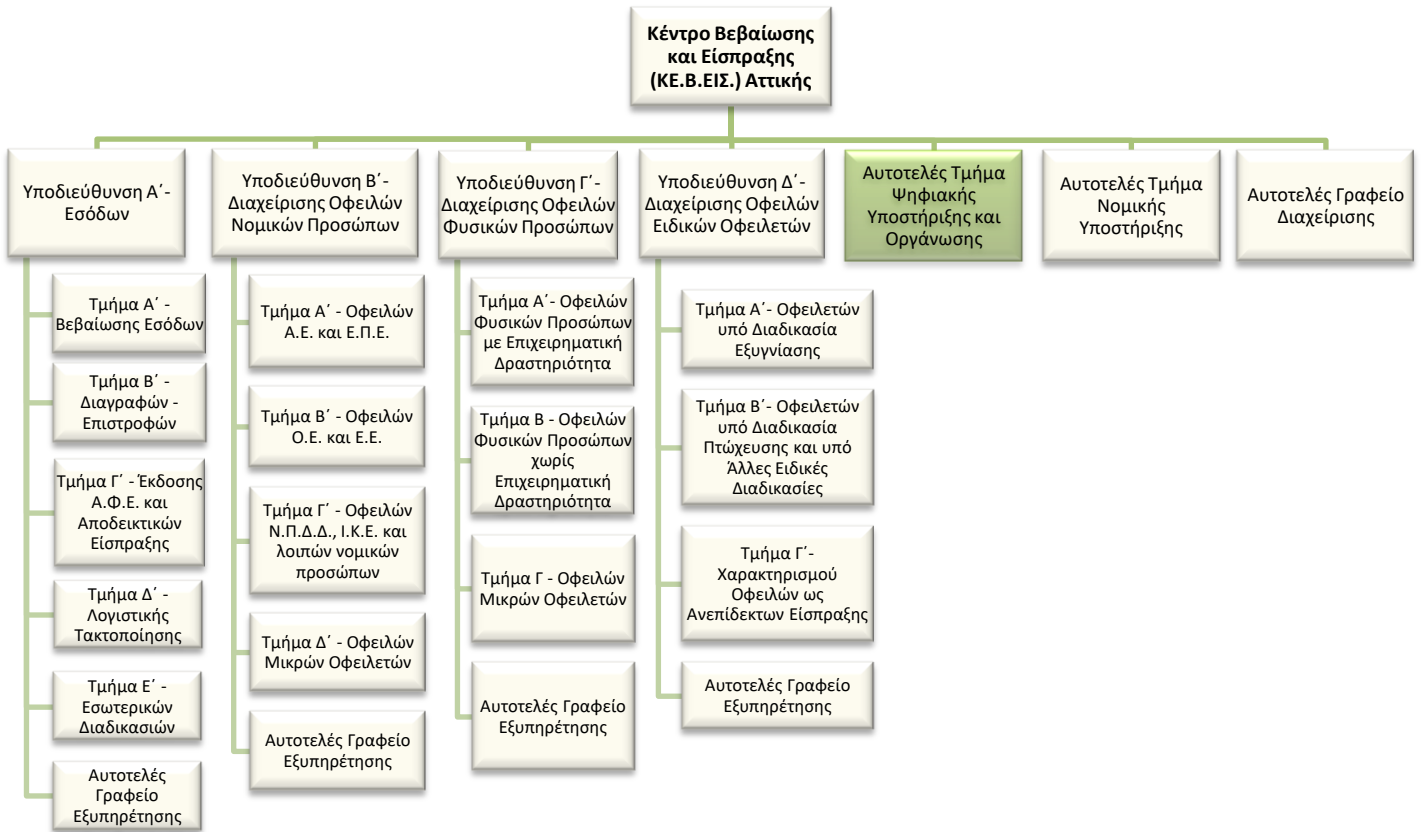 Κέντρο Βεβαίωσης
και Είσπραξης
(ΚΕ.Β.ΕΙΣ.) Αττικής
Υποδιεύθυνση Α΄-
Εσόδων
Υποδιεύθυνση Β΄-
Διαχείρισης Οφειλών
Νομικών Προσώπων
Υποδιεύθυνση Γ΄-
Διαχείρισης Οφειλών
Φυσικών Προσώπων
Υποδιεύθυνση Δ΄-
Διαχείρισης Οφειλών
Ειδικών Οφειλετών
Αυτοτελές Τμήμα
Ψηφιακής
Υποστήριξης και
Οργάνωσης
Αυτοτελές Τμήμα
Νομικής
Υποστήριξης
Αυτοτελές Γραφείο
Διαχείρισης
Τμήμα Α΄ -
Βεβαίωσης Εσόδων
Τμήμα Β΄ -
Διαγραφών -
Επιστροφών
Τμήμα Γ΄ - Έκδοσης
Α.Φ.Ε. και
Αποδεικτικών
Είσπραξης
Τμήμα Δ΄ -
Λογιστικής
Τακτοποίησης
Τμήμα Ε΄ -
Εσωτερικών
Διαδικασιών
Αυτοτελές
Γραφείο
Εξυπηρέτησης
Τμήμα Α΄ - Οφειλών
Α.Ε. και Ε.Π.Ε.
Τμήμα Β΄ - Οφειλών
Ο.Ε. και Ε.Ε.
Τμήμα Γ΄ - Οφειλών
Ν.Π.Δ.Δ., Ι.Κ.Ε. και
λοιπών νομικών
προσώπων
Τμήμα Δ΄ - Οφειλών
Μικρών Οφειλετών
Αυτοτελές Γραφείο
Εξυπηρέτησης
Τμήμα Α΄- Οφειλών
Φυσικών Προσώπων
με Επιχειρηματική
Δραστηριότητα
Τμήμα Β - Οφειλών
Φυσικών Προσώπων
χωρίς
Επιχειρηματική
Δραστηριότητα
Τμήμα Γ - Οφειλών
Μικρών Οφειλετών
Αυτοτελές Γραφείο
Εξυπηρέτησης
Τμήμα Α΄- Οφειλετών
υπό Διαδικασία
Εξυγνίασης
Τμήμα Β΄- Οφειλετών
υπό Διαδικασία
Πτώχευσης και υπό
Άλλες Ειδικές
Διαδικασίες
Τμήμα Γ΄-
Χαρακτηρισμού
Οφειλών ως
Ανεπίδεκτων Είσπραξης
Αυτοτελές Γραφείο
Εξυπηρέτησης